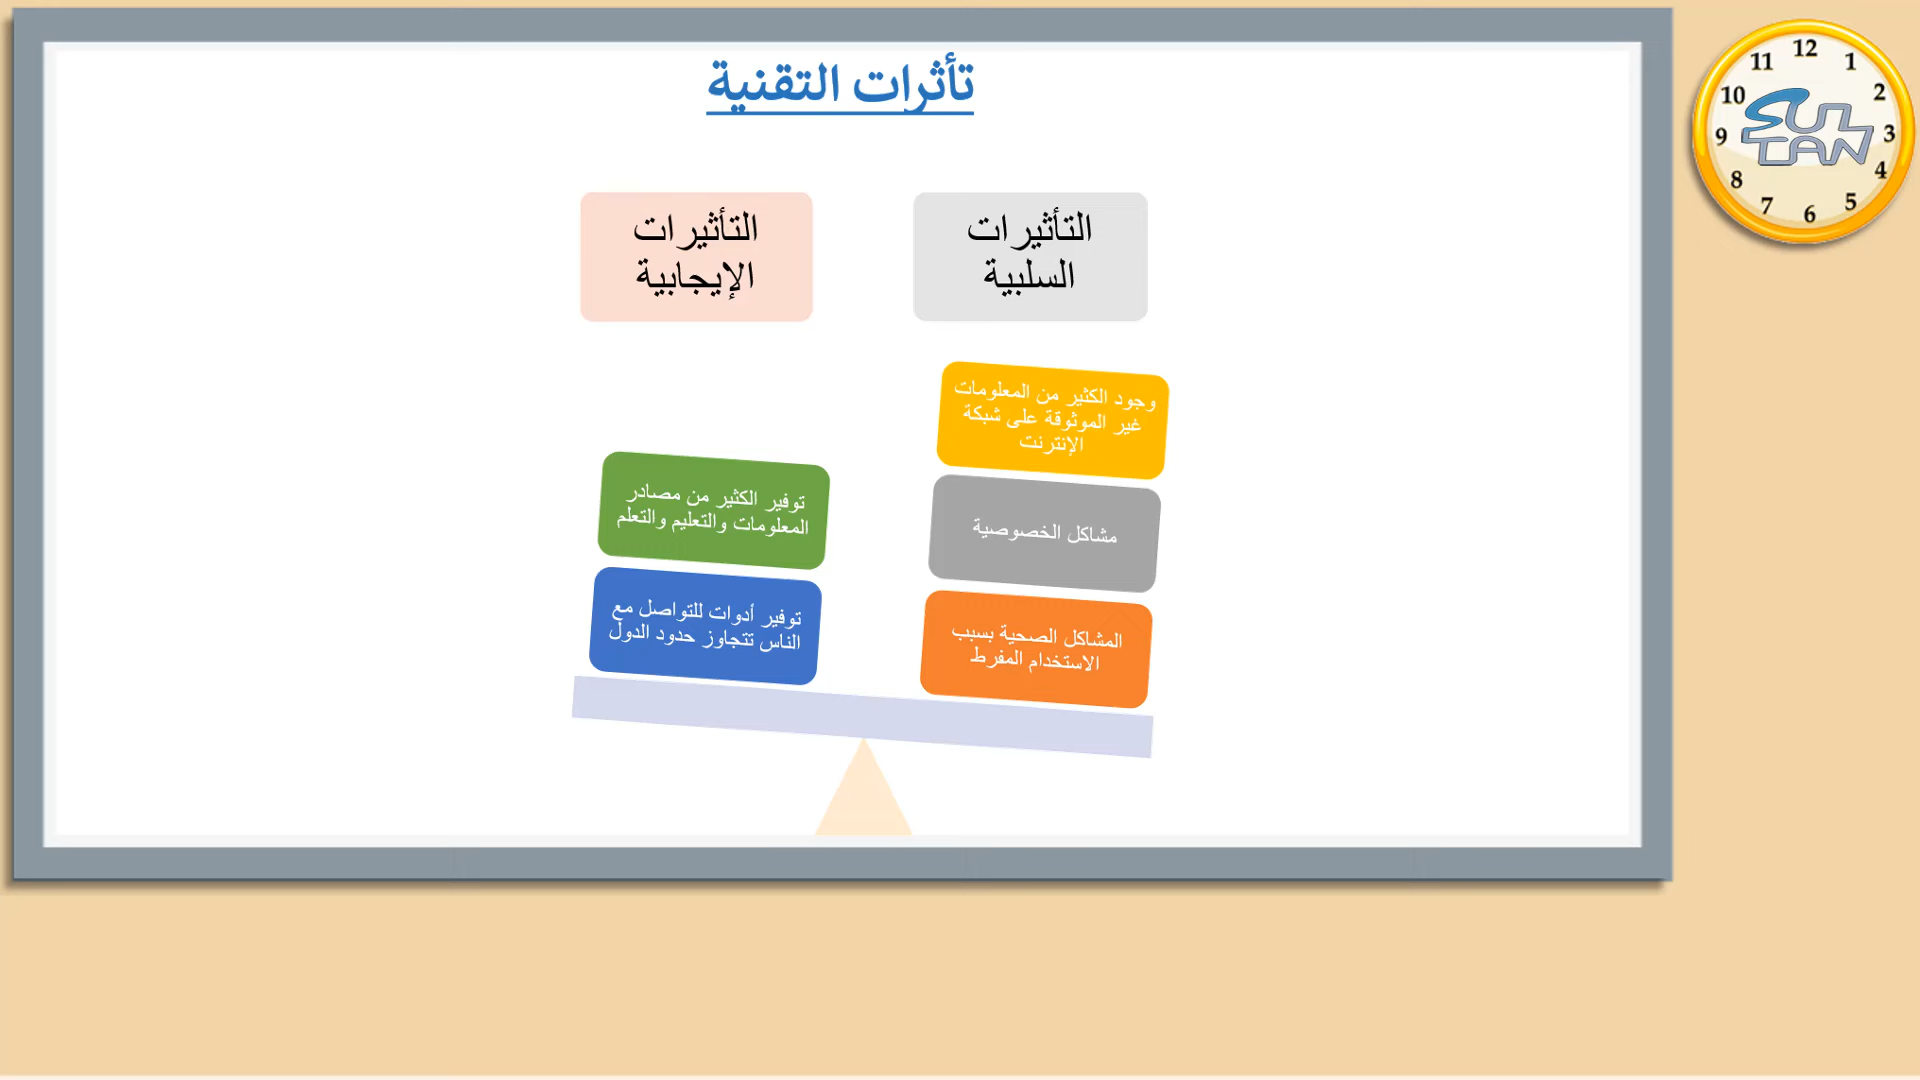 تأثرات التقنية
التأثيرات
السلبية
التأثيرات
الإيجابية
وجود الكثير من المعلومات
غير الموثوقة على شبكة
الإنترنت
مشاكل الخصوصية
المشاكل الصحية بسبب
الاستخدام المفرط
توفير الكثير من مصادر
المعلومات والتعليم والتعلم
توفير أدوات للتواصل مع
الناس تتجاوز حدود الدول
12
1
2
3
4
5
6
7
8
9
10
11
SUL
TAN